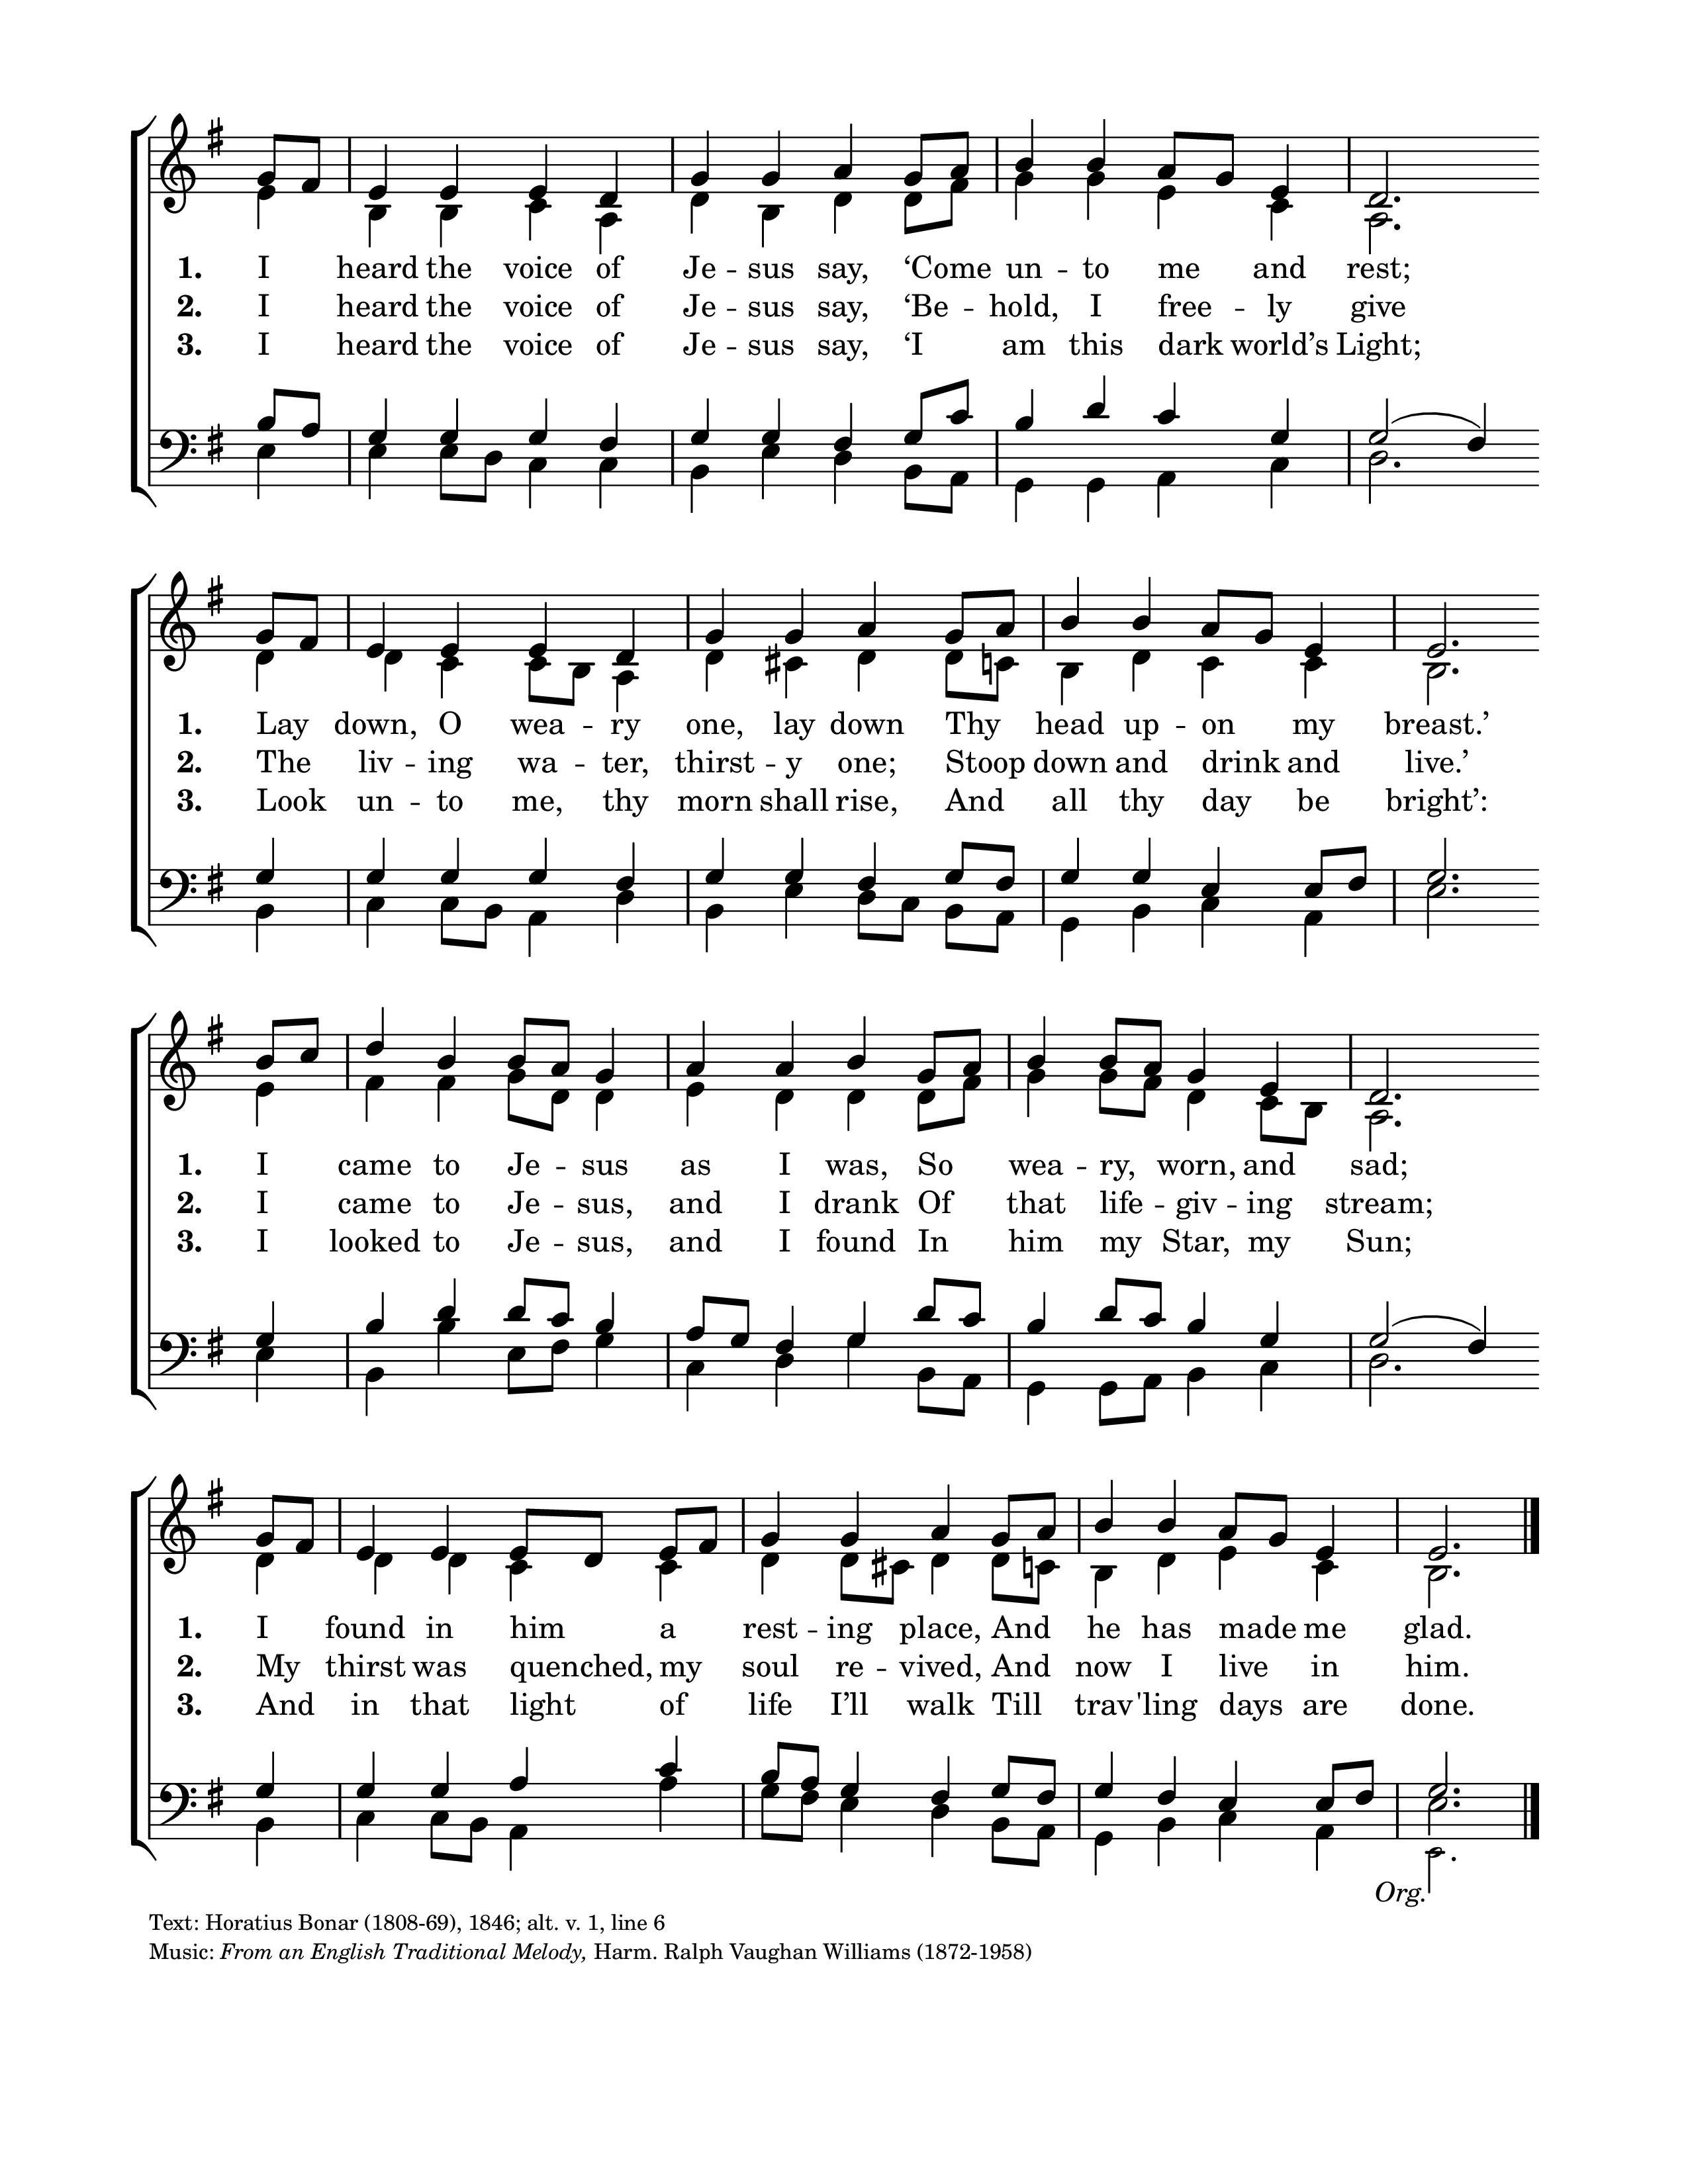 1. I heard the voice of Je - sus say, ‘Come un - to me and rest;
2. I heard the voice of Je - sus say, ‘Be - hold, I free - ly give
3. I heard the voice of Je - sus say, ‘I am this dark world’s Light;
1. Lay down, O wea - ry one, lay down Thy head up - on my breast.’
2. The liv - ing wa - ter, thirst - y one; Stoop down and drink and live.’
3. Look un - to me, thy morn shall rise, And all thy day be bright’:
1. I came to Je - sus as I was, So wea - ry, worn, and sad;
2. I came to Je - sus, and I drank Of that life - giv - ing stream;
3. I looked to Je - sus, and I found In him my Star, my Sun;
1. I found in him a rest - ing place, And he has made me glad.
2. My thirst was quenched, my soul re - vived, And now I live in him.
3. And in that light of life I’ll walk Till trav 'ling days are done.
Org.
Text: Horatius Bonar (1808-69), 1846; alt. v. 1, line 6
Music: From an English Traditional Melody, Harm. Ralph Vaughan Williams (1872-1958)